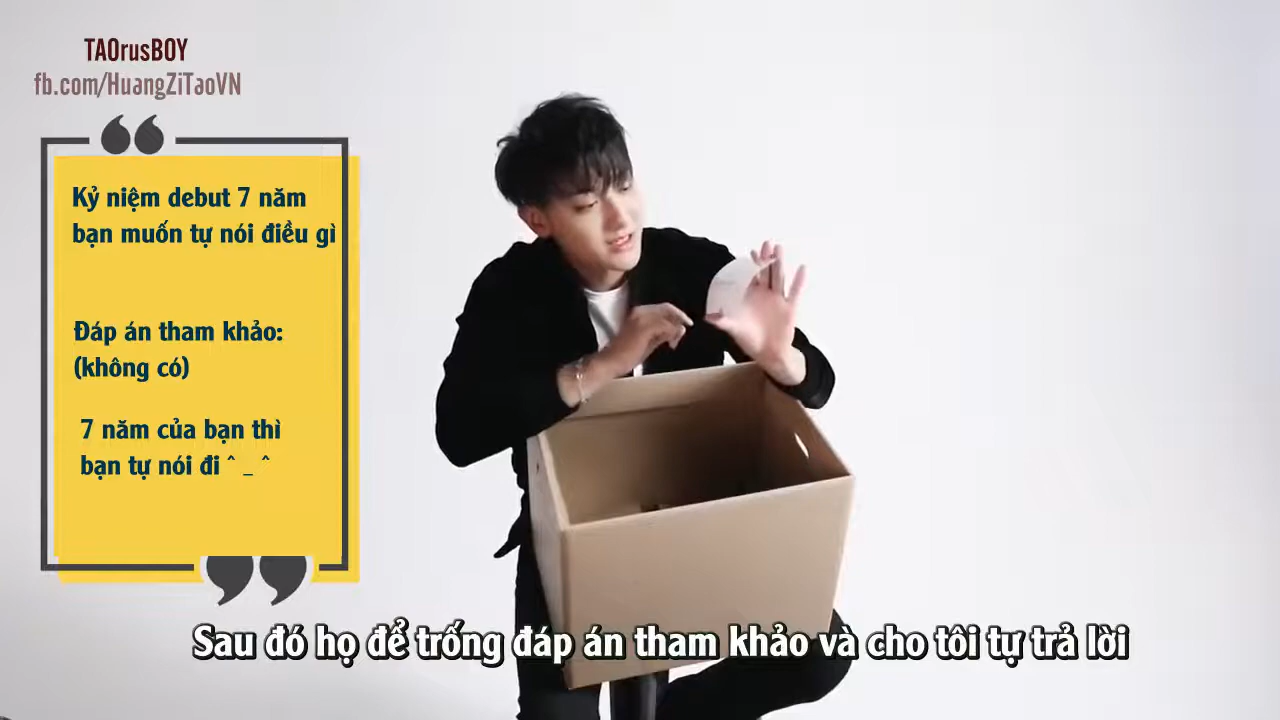 TAOrusBOY
fb.com/HuangZiTaoVN
Kỷ niệm debut 7 năm
bạn muốn tự nói điều gì
Đáp án tham khảo:
(không có)
7 năm của bạn thì
bạn tự nói đi ^ _ ^
Sau đó họ để trống đáp án tham khảo và cho tôi tự trả lời